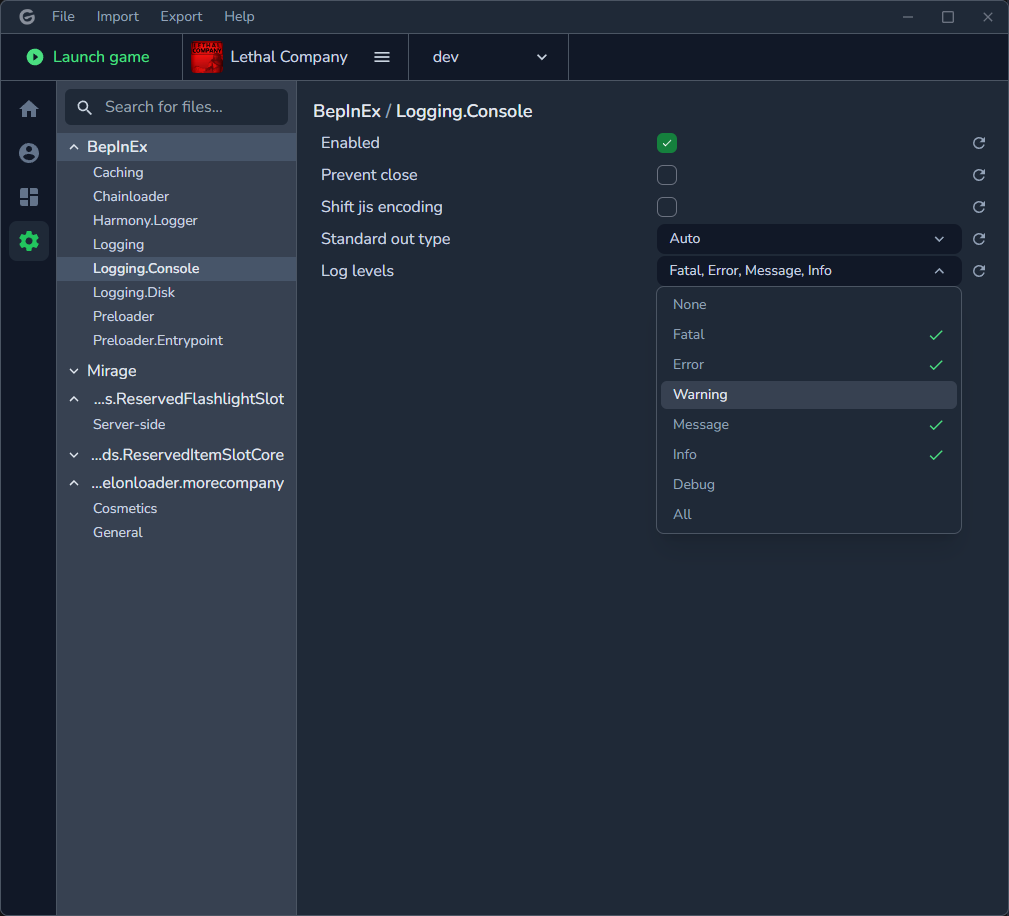 File Import Export Help
Launch game
Lethal Company
dev
Search for files...
BepInEx
Caching
Chainloader
Harmony.Logger
Logging
Logging.Console
Logging.Disk
Preloader
Preloader.Entrypoint
Mirage
...s.ReservedFlashlightSlot
Server-side
...ds.ReservedItemSlotCore
...elonloader.morecompany
Cosmetics
General
BepInEx / Logging.Console
Enabled
Prevent close
Shift jis encoding
Standard out type
Auto
Log levels
Fatal, Error, Message, Info
None
Fatal
Error
Warning
Message
Info
Debug
All